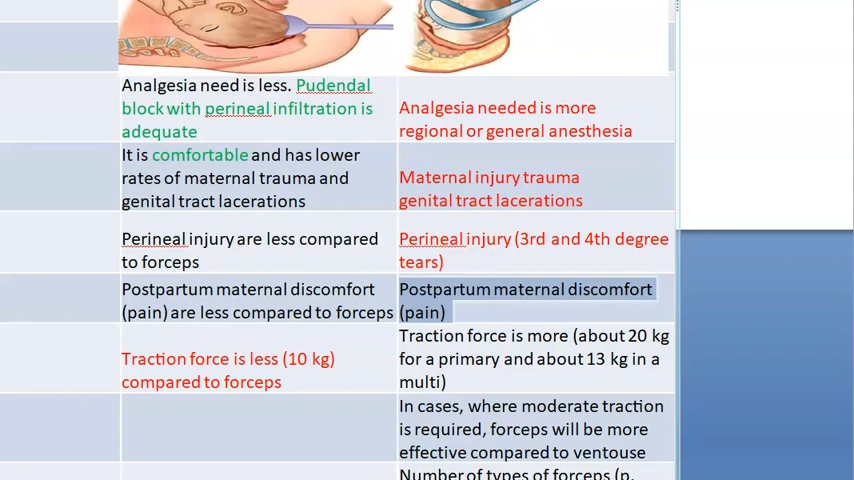 Analgesia need is less. Pudendal
block with perineal infiltration is
adequate
Analgesia needed is more
regional or general anesthesia
It is comfortable and has lower
rates of maternal trauma and
genital tract lacerations
Maternal injury trauma
genital tract lacerations
Perineal injury are less compared
to forceps
Perineal injury (3rd and 4th degree
tears)
Postpartum maternal discomfort
(pain) are less compared to forceps
Postpartum maternal discomfort
(pain)
Traction force is less (10 kg)
compared to forceps
Traction force is more (about 20 kg
for a primary and about 13 kg in a
multi)
In cases, where moderate traction
is required, forceps will be more
effective compared to ventouse
Number of types of forceps (p.